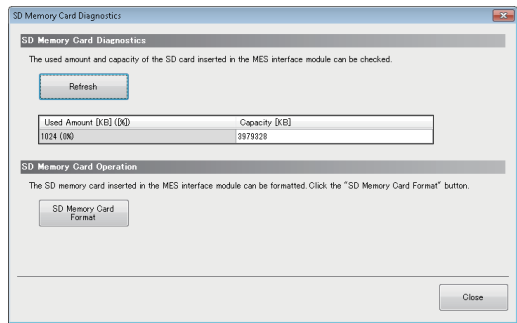 SD Memory Card Diagnostics
SD Memory Card Diagnostics
The used amount and capacity of the SD card inserted in the MES interface module can be checked.
Refresh
Used Amount [KB] ([%]) Capacity [KB]
1024 (0%) 3979328
SD Memory Card Operation
The SD memory card inserted in the MES interface module can be formatted. Click the "SD Memory Card Format" button.
SD Memory Card
Format
Close